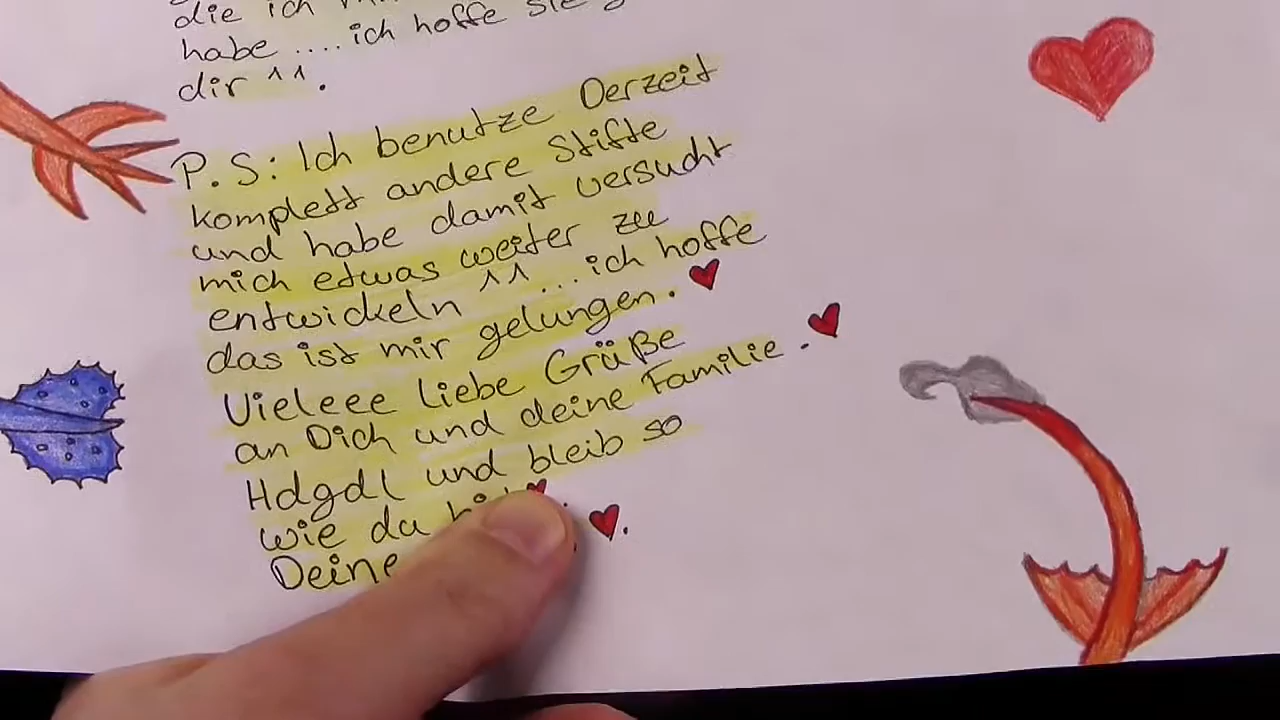 die ich
habe ....ich hoffe sie
dir ^^.
P.S: Ich benutze Derzeit
komplett andere Stifte
und habe damit versucht
mich etwas weiter zu
entwickeln ^^...ich hoffe
das ist mir gelungen. ♥
Vieleee liebe Grüße
an Dich und deine Familie. ♥
Hdgdl und bleib so
wie du
Deine